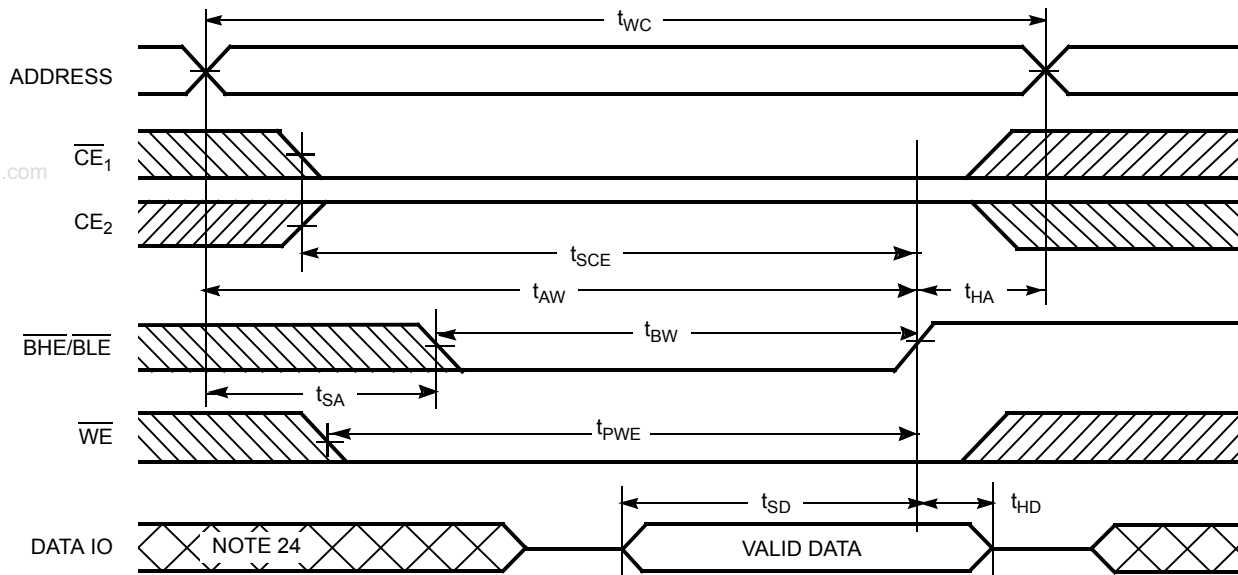 tWC
ADDRESS
CE1
.com
CE2
tSCE
tAW
tHA
BHE/BLE
tBW
tSA
WE
tPWE
tSD
tHD
DATA IO
NOTE 24
VALID DATA